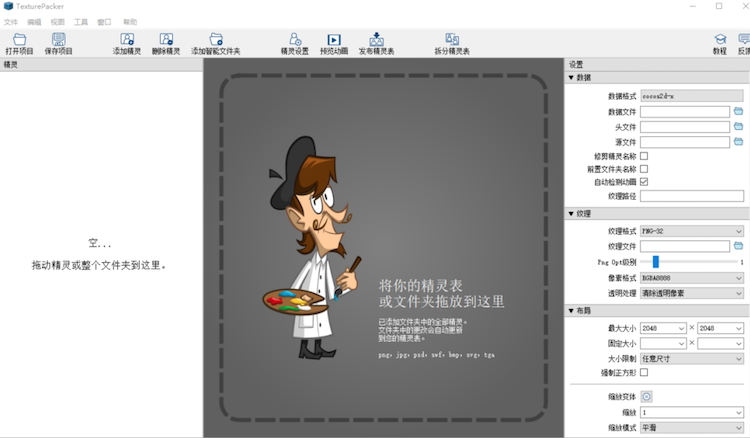 TexturePacker
文件 编辑 视图 工具 窗口 帮助
打开项目 保存项目 添加精灵 删除精灵 添加智能文件夹 精灵设置 预览动画 发布精灵表 拆分精灵表 教程 反馈
精灵
设置
数据
数据格式 cocos2d-x
数据文件
头文件
源文件
修剪精灵名称
前置文件夹名称
自动检测动画
纹理路径
纹理
纹理格式 PNG-32
纹理文件
Png Opt级别 1
像素格式 RGBA8888
透明处理 清除透明像素
布局
最大大小 2048 × 2048
固定大小 ×
大小限制 任意尺寸
强制正方形
缩放变体
缩放 1
缩放模式 平滑
空...
拖动精灵或整个文件夹到这里。
将你的精灵表
或文件夹拖放到这里
已添加文件夹中的全部精灵。
文件夹中的更改会自动更新
到您的精灵表。
png, jpg, psd, swf, bmp, svg, tga